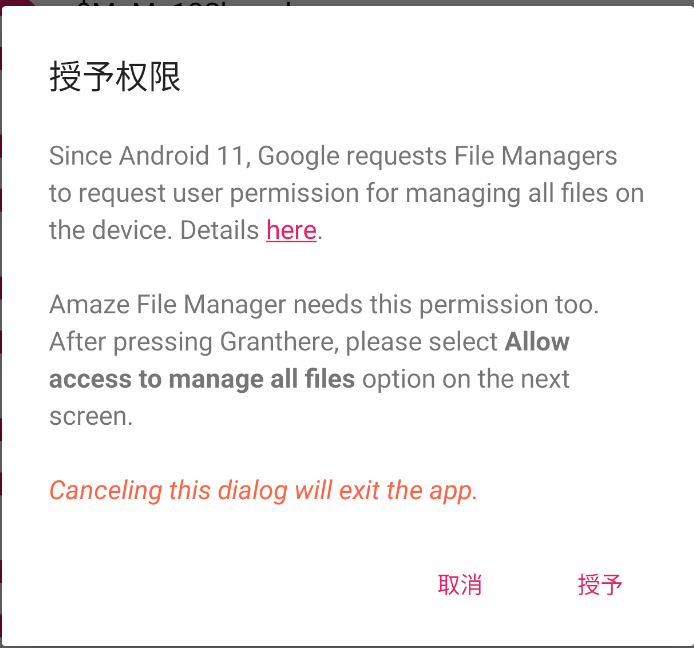 授予权限
Since Android 11, Google requests File Managers
to request user permission for managing all files on
the device. Details here.
Amaze File Manager needs this permission too.
After pressing Granthere, please select Allow
access to manage all files option on the next
screen.
Canceling this dialog will exit the app.
取消 授予